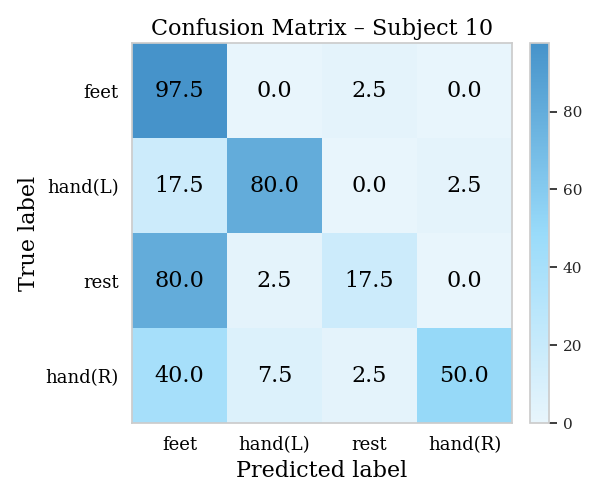 Confusion Matrix – Subject 10
True label
feet 97.5 0.0 2.5 0.0
hand(L) 17.5 80.0 0.0 2.5
rest 80.0 2.5 17.5 0.0
hand(R) 40.0 7.5 2.5 50.0
feet hand(L) rest hand(R)
Predicted label
80
60
40
20
0